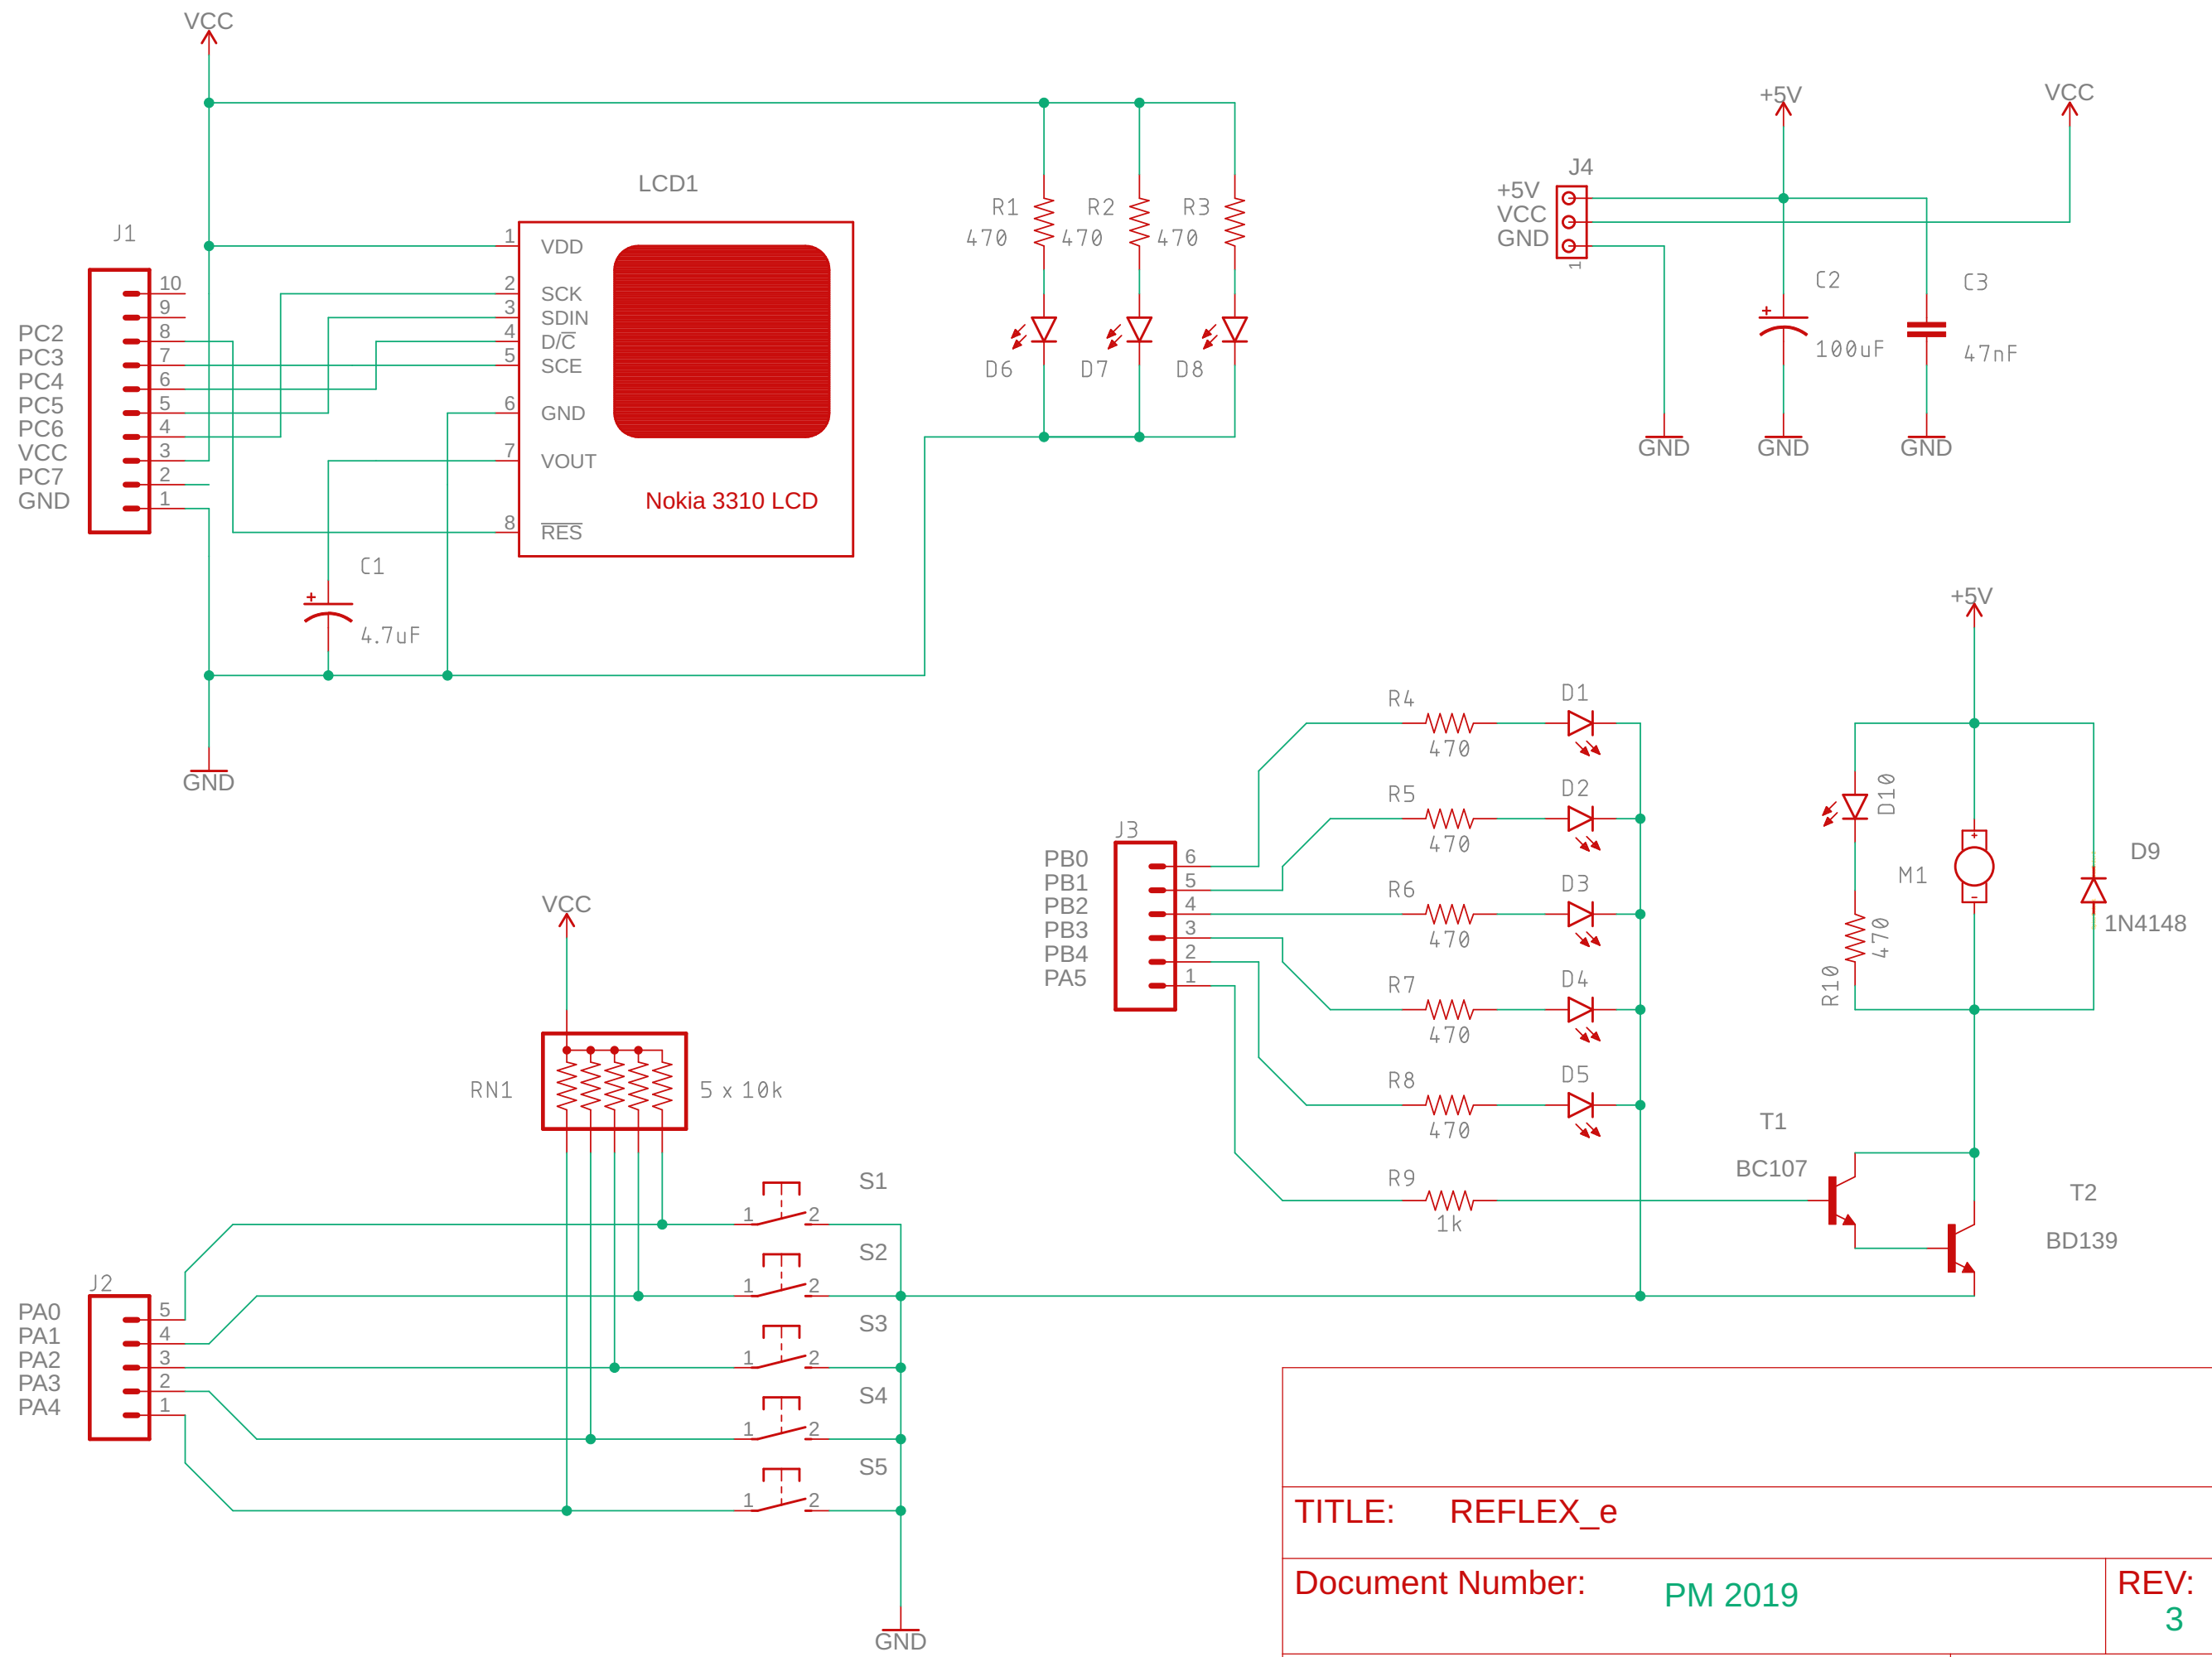 VCC
J1
PC2
PC3
PC4
PC5
PC6
VCC
PC7
GND
10
9
8
7
6
5
4
3
2
1
LCD1
1 VDD
2 SCK
3 SDIN
4 D/C
5 SCE
6 GND
7 VOUT
8 RES
Nokia 3310 LCD
C1
+
4.7uF
GND
R1
470
R2
470
R3
470
D6
D7
D8
+5V
VCC
J4
+5V
VCC
GND
1
C2
+
100uF
C3
47nF
GND
GND
GND
J3
PB0
PB1
PB2
PB3
PB4
PA5
6
5
4
3
2
1
R4
470
D1
R5
470
D2
R6
470
D3
R7
470
D4
R8
470
D5
R9
1k
+5V
D10
R10
470
M1
+
-
D9
1N4148
T1
BC107
T2
BD139
VCC
RN1
5 x 10k
J2
PA0
PA1
PA2
PA3
PA4
5
4
3
2
1
S1
1 2
S2
1 2
S3
1 2
S4
1 2
S5
1 2
GND
TITLE: REFLEX_e
Document Number: PM 2019
REV:
3